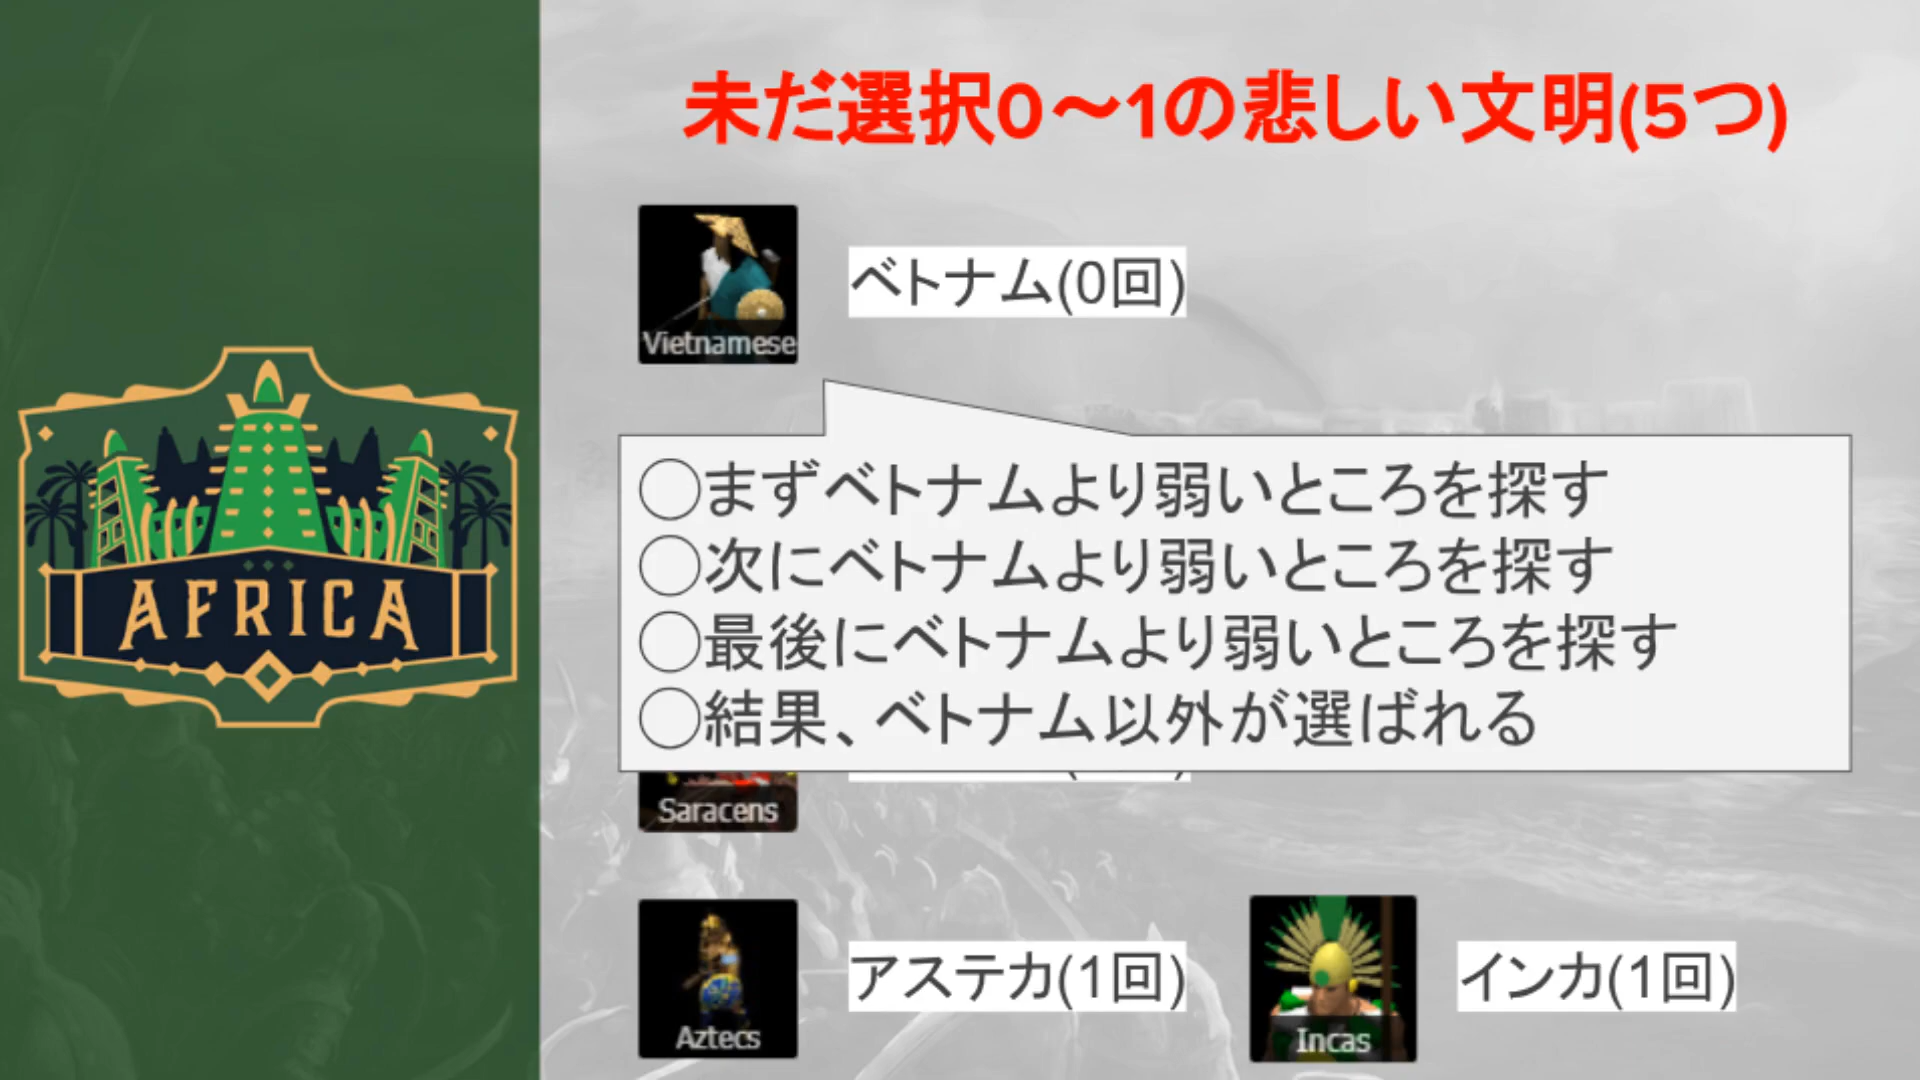 未だ選択0～1の悲しい文明(5つ)
Vietnamese
ベトナム(0回)
◯まずベトナムより弱いところを探す
◯次にベトナムより弱いところを探す
◯最後にベトナムより弱いところを探す
◯結果、ベトナム以外が選ばれる
AFRICA
Saracens
アステカ(1回)
Aztecs
インカ(1回)
Incas